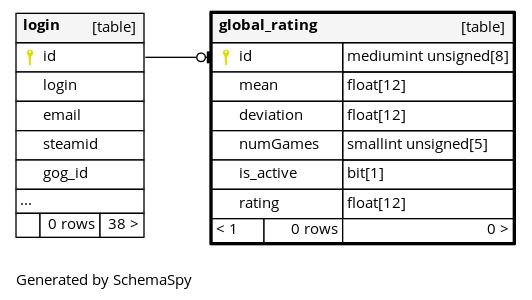 login [table]
id
login
email
steamid
gog_id
...
0 rows 38 >
global_rating [table]
id mediumint unsigned[8]
mean float[12]
deviation float[12]
numGames smallint unsigned[5]
is_active bit[1]
rating float[12]
< 1 0 rows 0 >
Generated by SchemaSpy